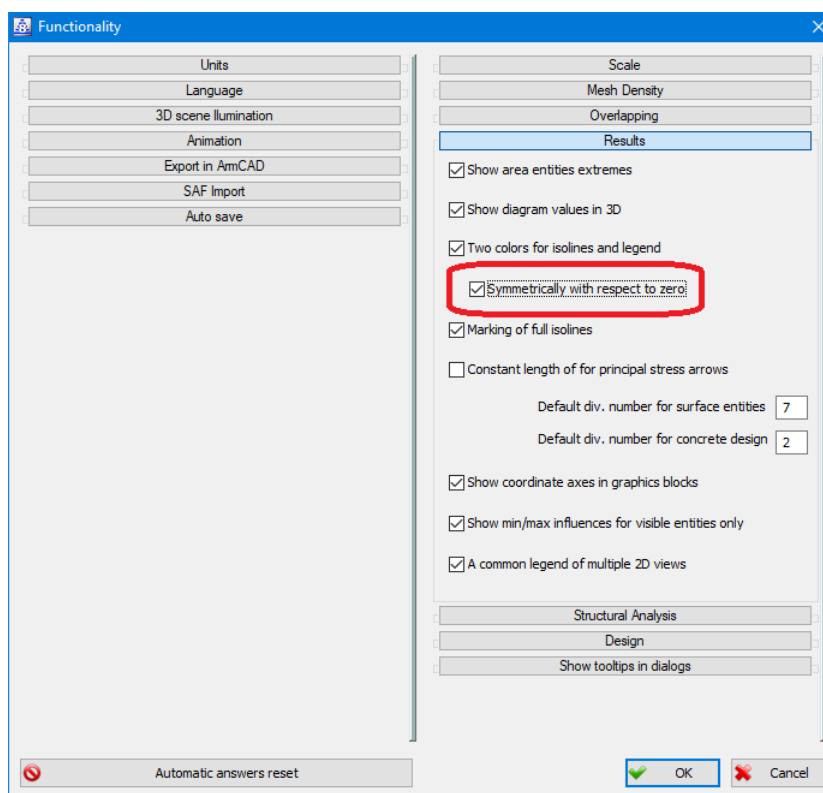 Functionality
Units
Language
3D scene Ilumination
Animation
Export in ArmCAD
SAF Import
Auto save
Scale
Mesh Density
Overlapping
Results
Show area entities extremes
Show diagram values in 3D
Two colors for isolines and legend
Symmetrically with respect to zero
Marking of full isolines
Constant length of for principal stress arrows
Default div. number for surface entities 7
Default div. number for concrete design 2
Show coordinate axes in graphics blocks
Show min/max influences for visible entities only
A common legend of multiple 2D views
Structural Analysis
Design
Show tooltips in dialogs
Automatic answers reset
OK
Cancel